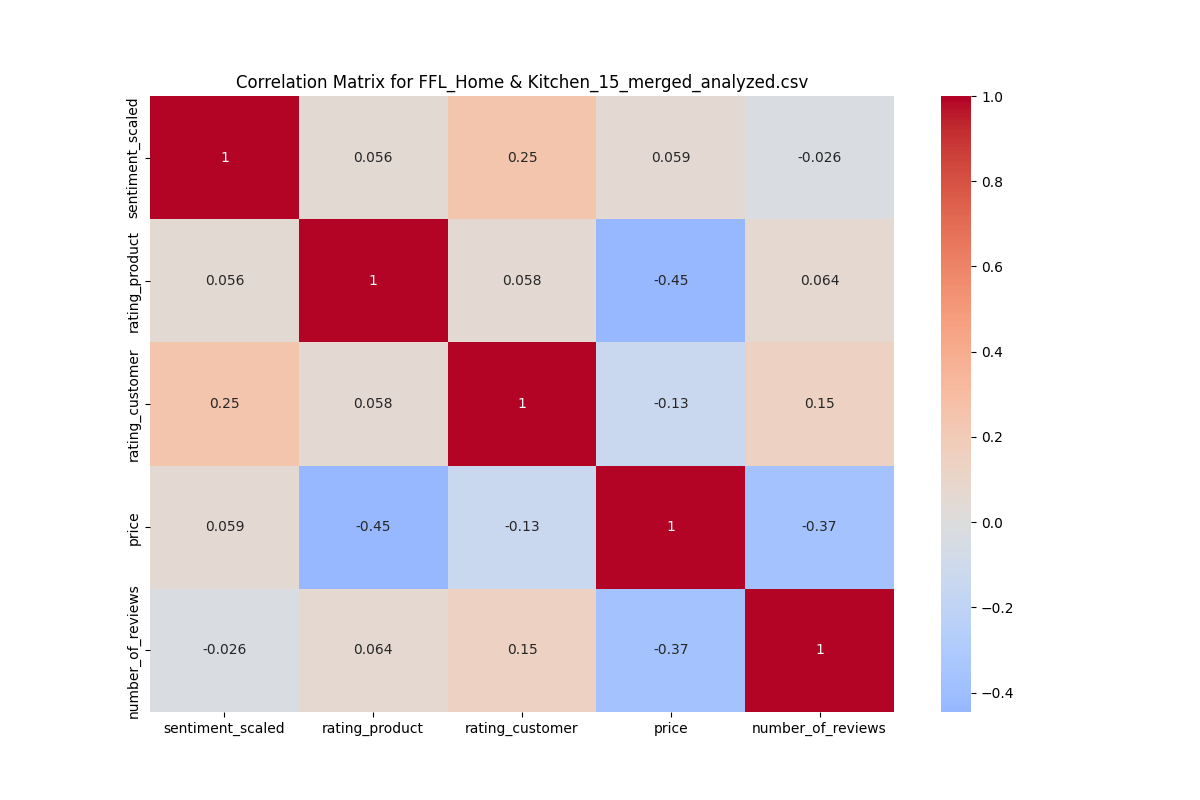 Correlation Matrix for FFL_Home & Kitchen_15_merged_analyzed.csv
sentiment_scaled 1 0.056 0.25 0.059 -0.026
rating_product 0.056 1 0.058 -0.45 0.064
rating_customer 0.25 0.058 1 -0.13 0.15
price 0.059 -0.45 -0.13 1 -0.37
number_of_reviews -0.026 0.064 0.15 -0.37 1
sentiment_scaled rating_product rating_customer price number_of_reviews
1.0
0.8
0.6
0.4
0.2
0.0
−0.2
−0.4